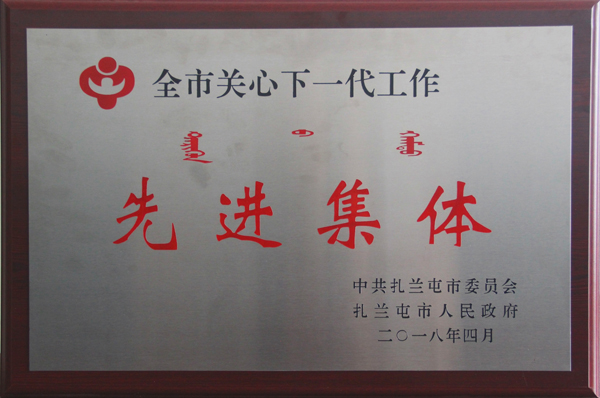 全市关心下一代工作
先进集体
中共扎兰屯市委员会
扎兰屯市人民政府
二〇一八年四月